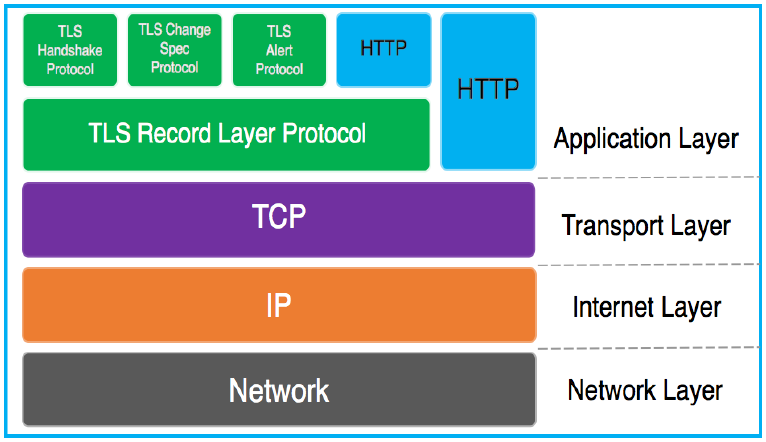 TLS
Handshake
Protocol
TLS Change
Spec
Protocol
TLS
Alert
Protocol
HTTP
HTTP
TLS Record Layer Protocol
Application Layer
TCP
Transport Layer
IP
Internet Layer
Network
Network Layer